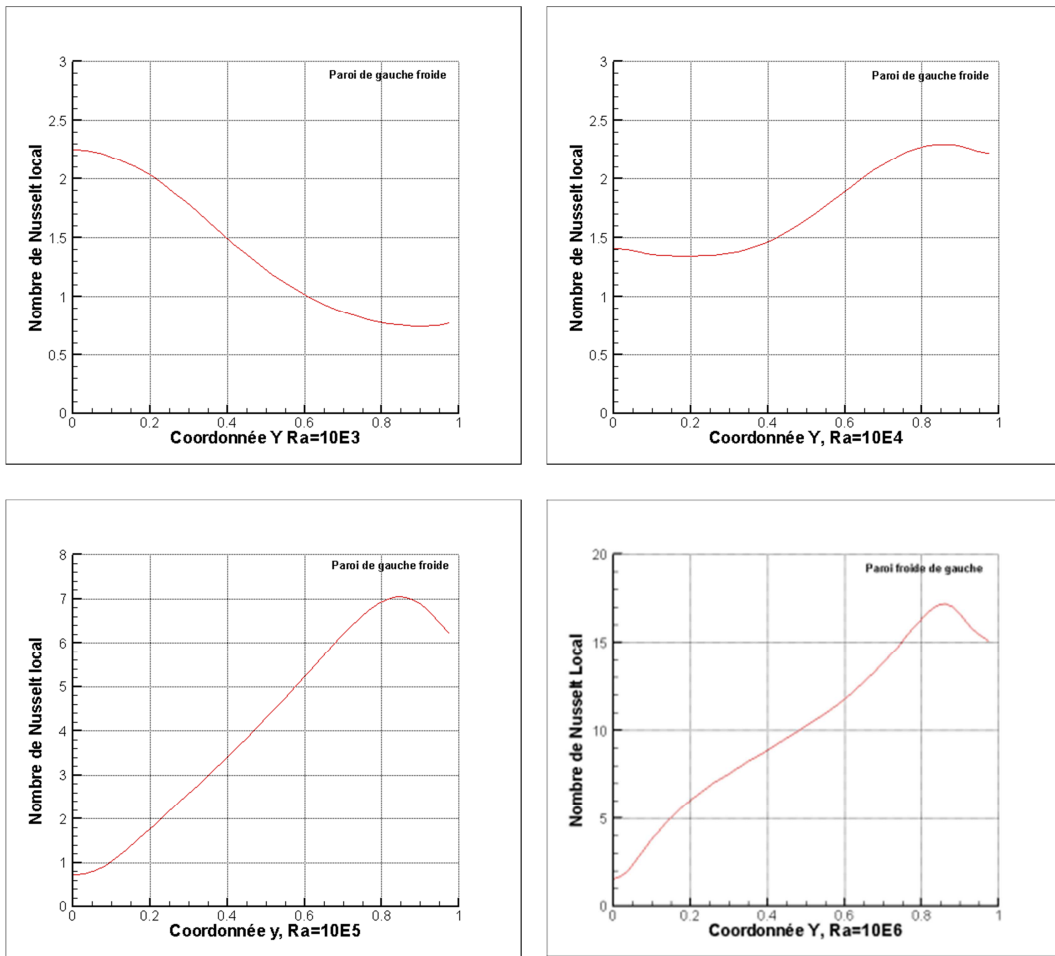 Paroi de gauche froide
Nombre de Nusselt local
3
2.5
2
1.5
1
0.5
0
0 0.2 0.4 0.6 0.8 1
Coordonnée Y Ra=10E3
Paroi de gauche froide
Nombre de Nusselt local
3
2.5
2
1.5
1
0.5
0
0 0.2 0.4 0.6 0.8 1
Coordonnée Y, Ra=10E4
Paroi de gauche froide
Nombre de Nusselt local
8
7
6
5
4
3
2
1
0
0 0.2 0.4 0.6 0.8 1
Coordonnée y, Ra=10E5
Paroi froide de gauche
Nombre de Nusselt Local
20
15
10
5
0
0 0.2 0.4 0.6 0.8 1
Coordonnée Y, Ra=10E6